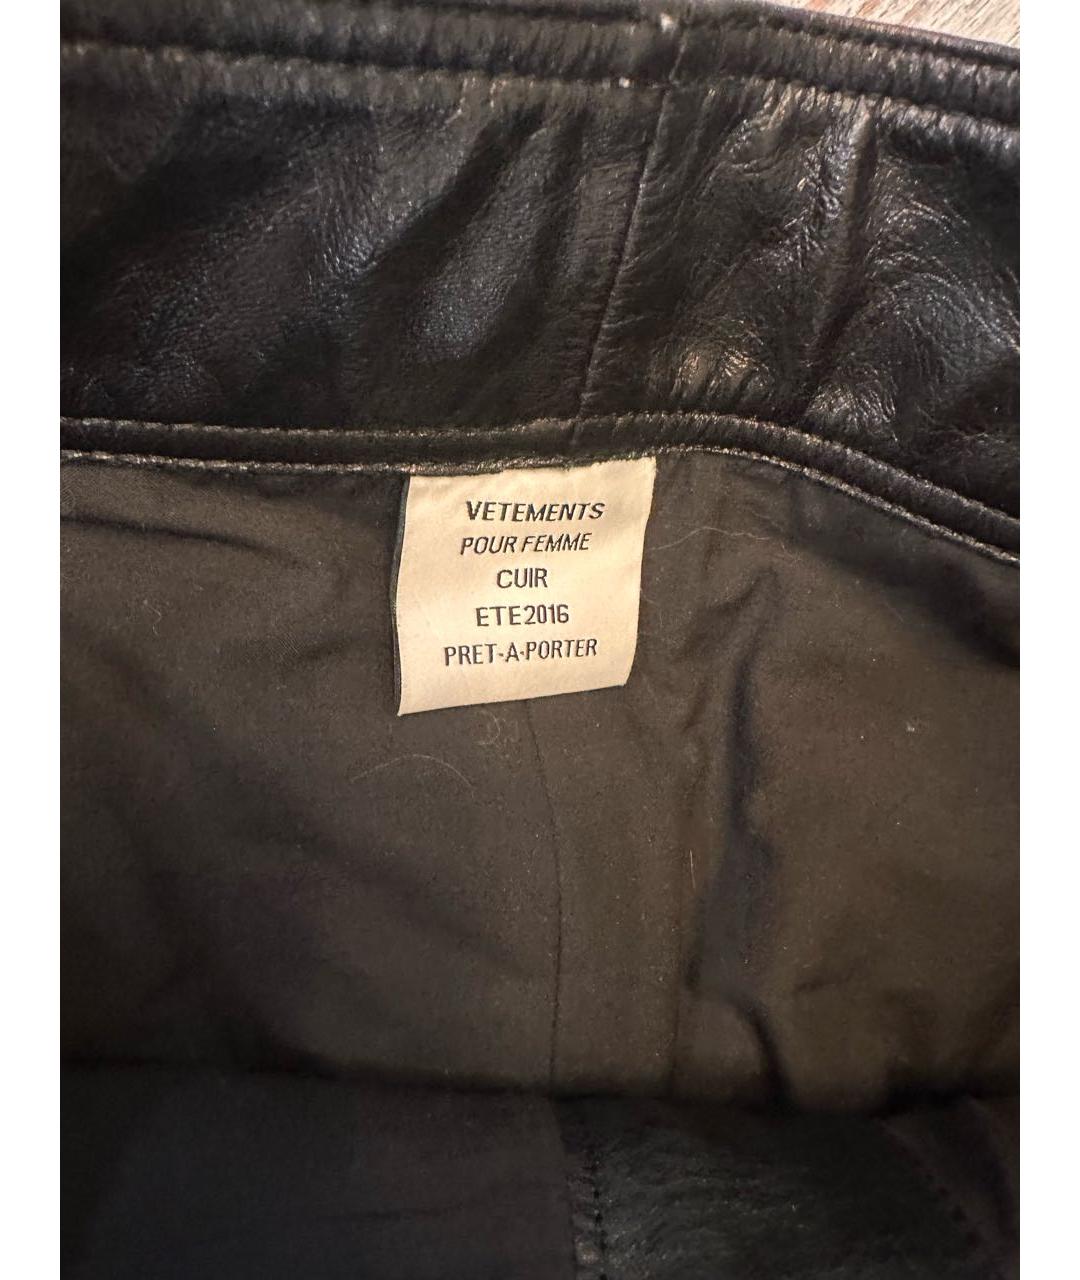 VETEMENTS
POUR FEMME
CUIR
ETE2016
PRET-A-PORTER